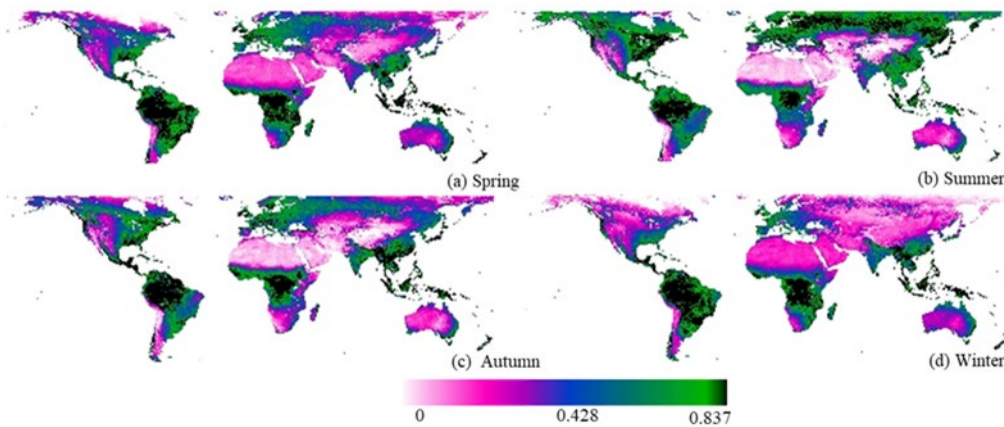 (a) Spring
(b) Summer
(c) Autumn
(d) Winter
0
0.428
0.837